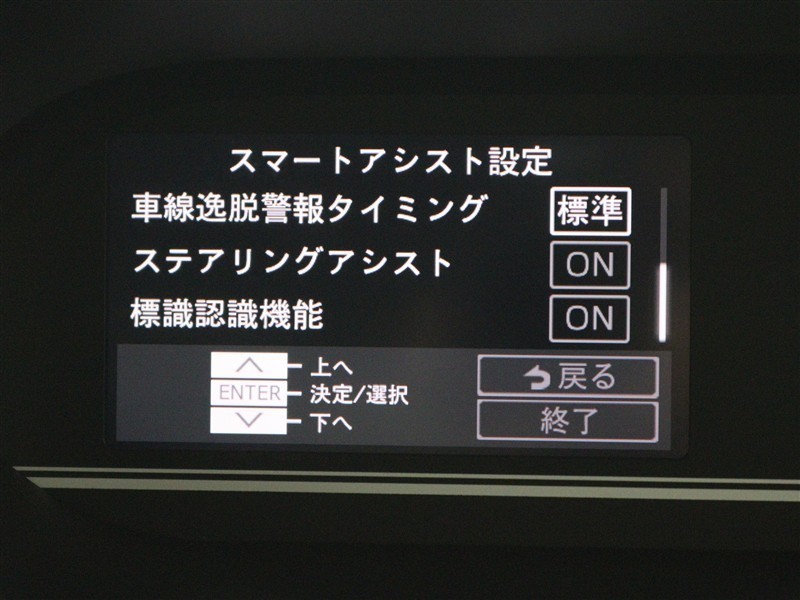 スマートアシスト設定
車線逸脱警報タイミング 標準
ステアリングアシスト ON
標識認識機能 ON
上へ
ENTER 決定/選択
下へ
戻る
終了